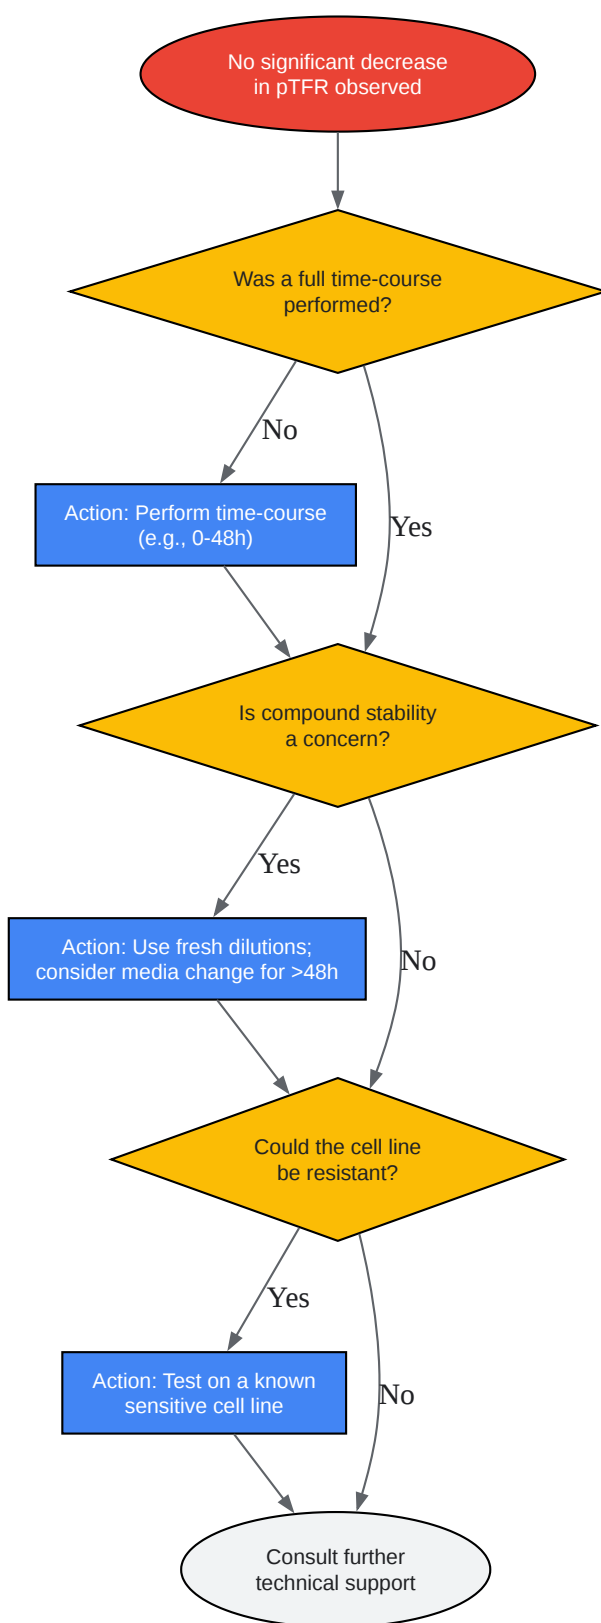 No significant decrease
in pTFR observed
Was a full time-course
performed?
No
Action: Perform time-course
(e.g., 0-48h)
Yes
Is compound stability
a concern?
Yes
Action: Use fresh dilutions;
consider media change for >48h
No
Could the cell line
be resistant?
Yes
Action: Test on a known
sensitive cell line
No
Consult further
technical support